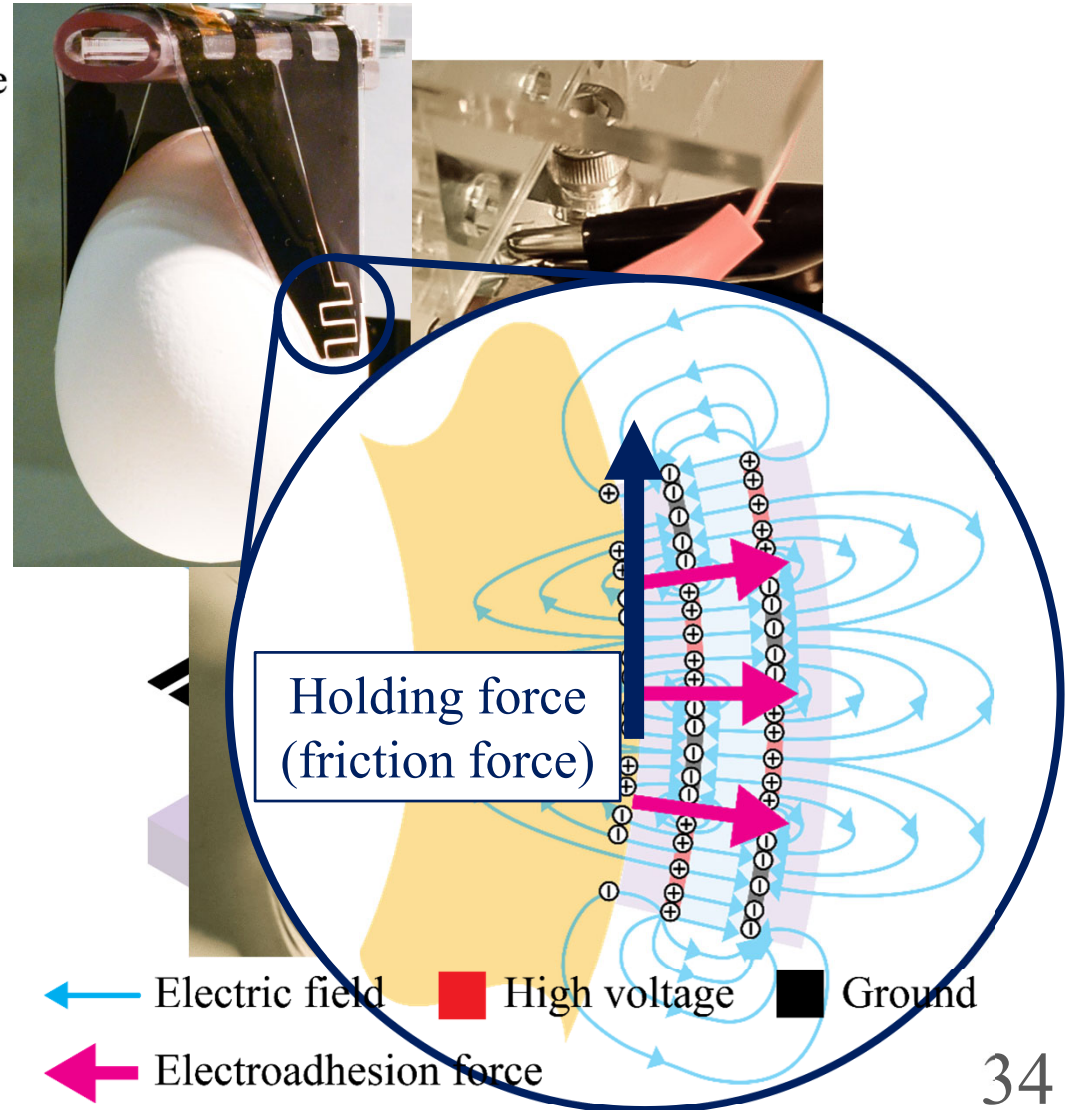 e
Holding force
(friction force)
Electric field
High voltage
Ground
Electroadhesion force
34